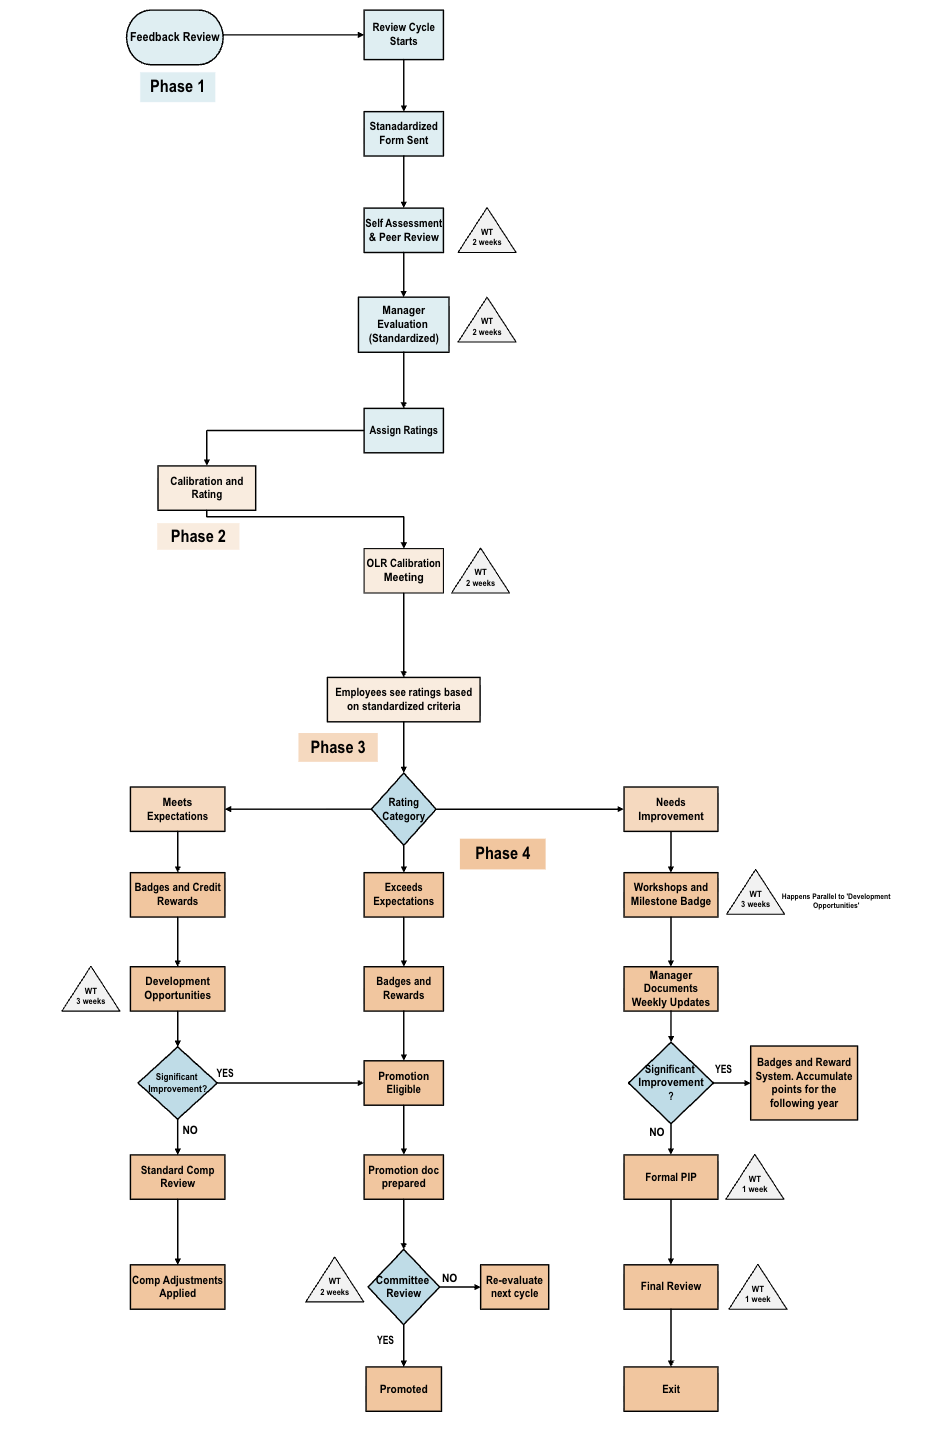 Feedback Review
Review Cycle
Starts
Phase 1
Stanadardized
Form Sent
Self Assessment
& Peer Review
WT
2 weeks
Manager
Evaluation
(Standardized)
WT
2 weeks
Assign Ratings
Calibration and
Rating
Phase 2
OLR Calibration
Meeting
WT
2 weeks
Employees see ratings based
on standardized criteria
Phase 3
Meets
Expectations
Rating
Category
Needs
Improvement
Phase 4
Badges and Credit
Rewards
Exceeds
Expectations
Workshops and
Milestone Badge
WT
3 weeks
Happens Parallel to 'Development
Opportunities'
WT
3 weeks
Development
Opportunities
Badges and
Rewards
Manager
Documents
Weekly Updates
Significant
Improvement?
YES
NO
Promotion
Eligible
Significant
Improvement
?
YES
NO
Badges and Reward
System. Accumulate
points for the
following year
Standard Comp
Review
Promotion doc
prepared
Formal PIP
WT
1 week
Comp Adjustments
Applied
WT
2 weeks
Committee
Review
NO
YES
Re-evaluate
next cycle
Final Review
WT
1 week
Promoted
Exit